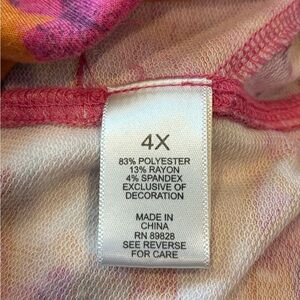 4X
83% POLYESTER
13% RAYON
4% SPANDEX
EXCLUSIVE OF
DECORATION
MADE IN
CHINA
RN 89828
SEE REVERSE
FOR CARE